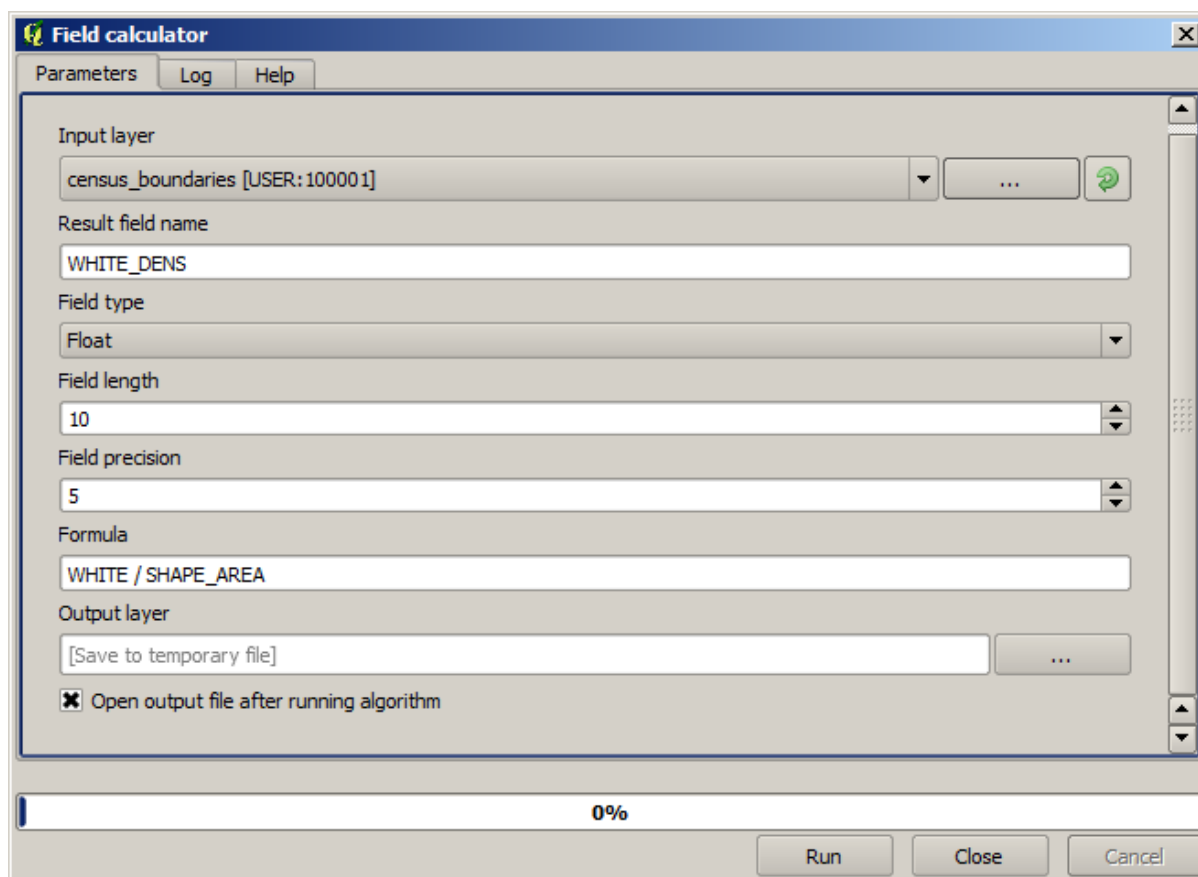 Field calculator
Parameters Log Help
Input layer
census_boundaries [USER:100001] ...
Result field name
WHITE_DENS
Field type
Float
Field length
10
Field precision
5
Formula
WHITE / SHAPE_AREA
Output layer
[Save to temporary file] ...
Open output file after running algorithm
0%
Run Close Cancel